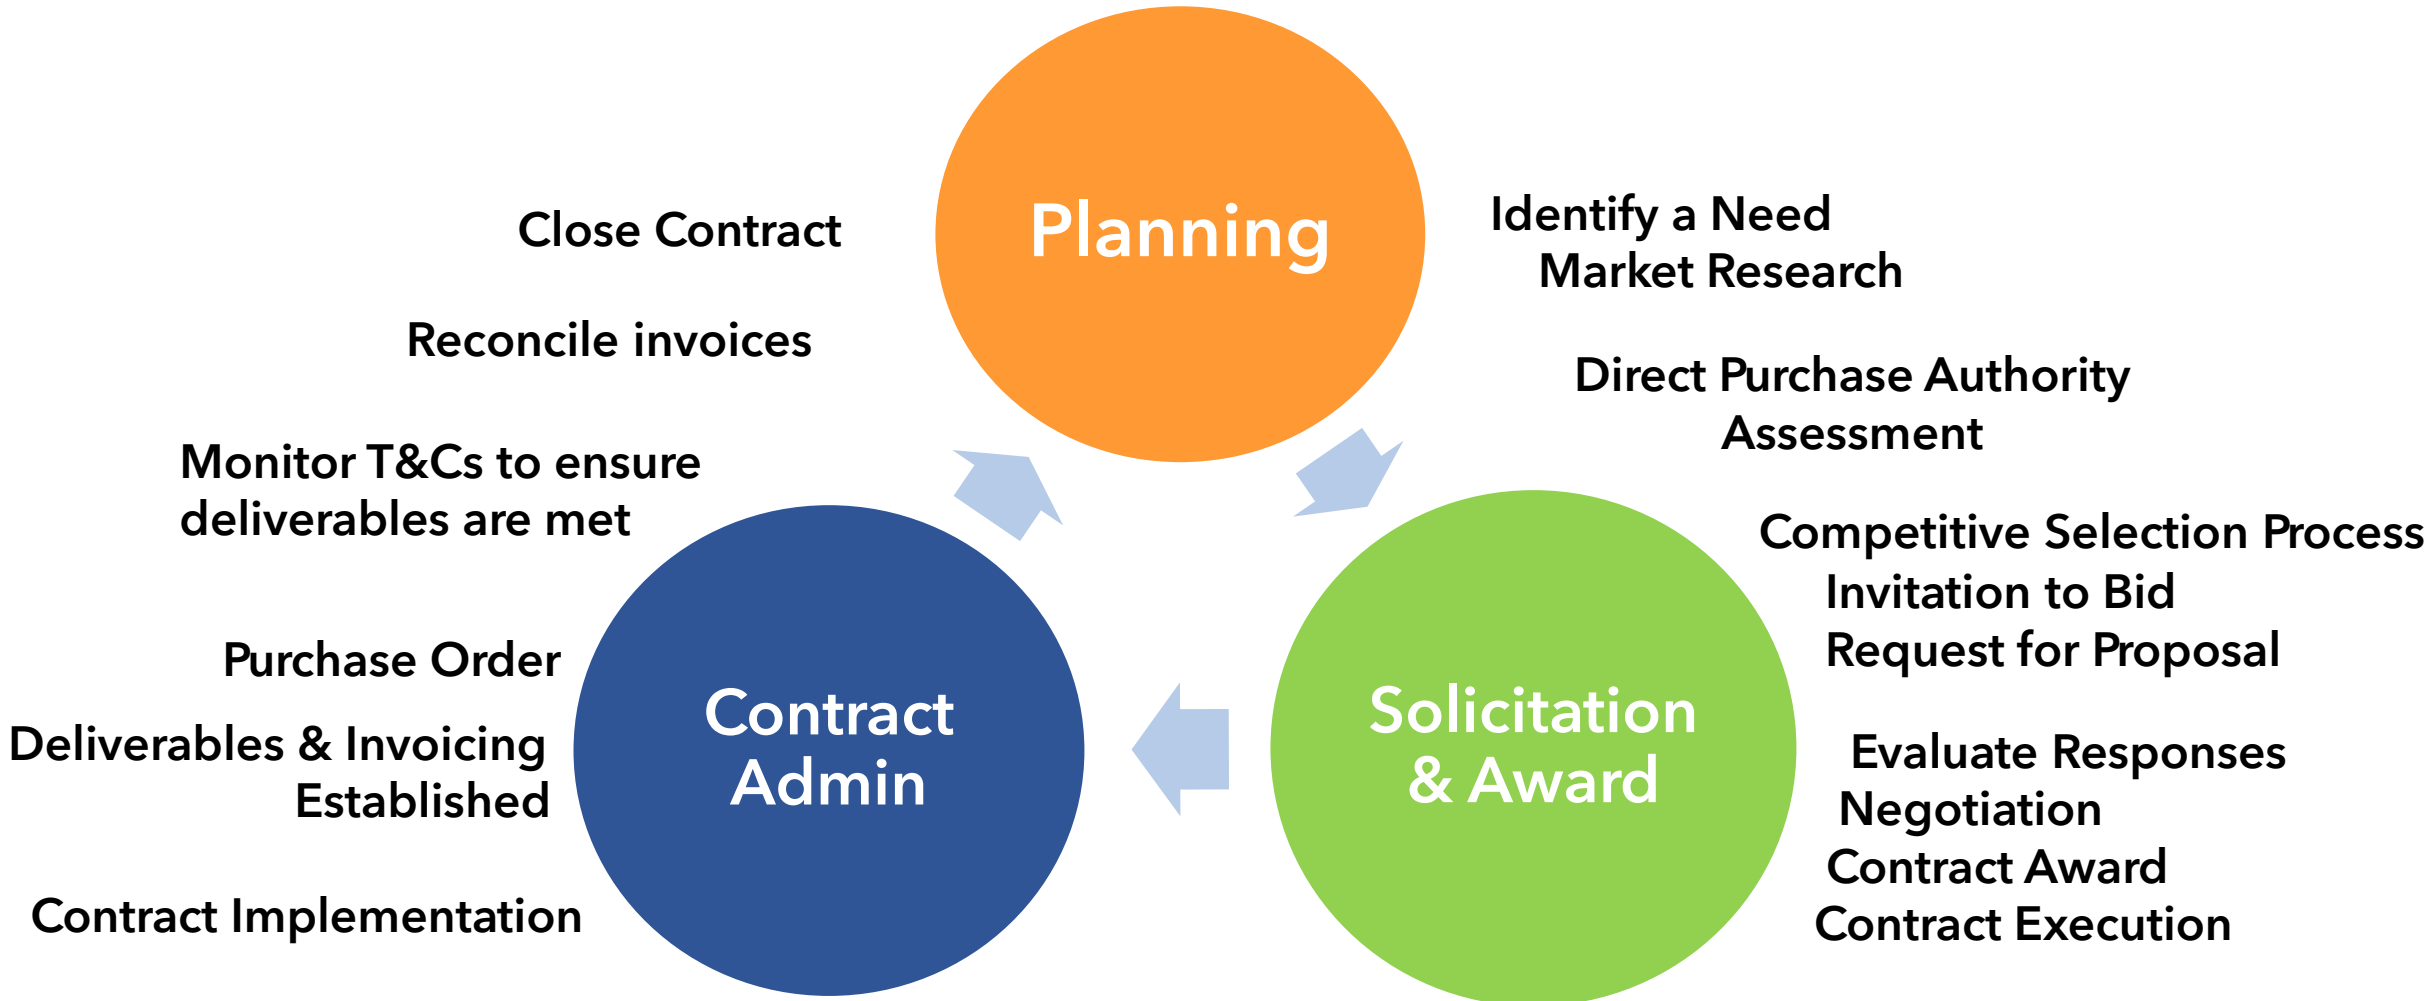 Planning
Identify a Need
Market Research
Direct Purchase Authority
Assessment
Competitive Selection Process
Invitation to Bid
Request for Proposal
Solicitation
& Award
Evaluate Responses
Negotiation
Contract Award
Contract Execution
Contract
Admin
Contract Implementation
Deliverables & Invoicing
Established
Purchase Order
Monitor T&Cs to ensure
deliverables are met
Reconcile invoices
Close Contract